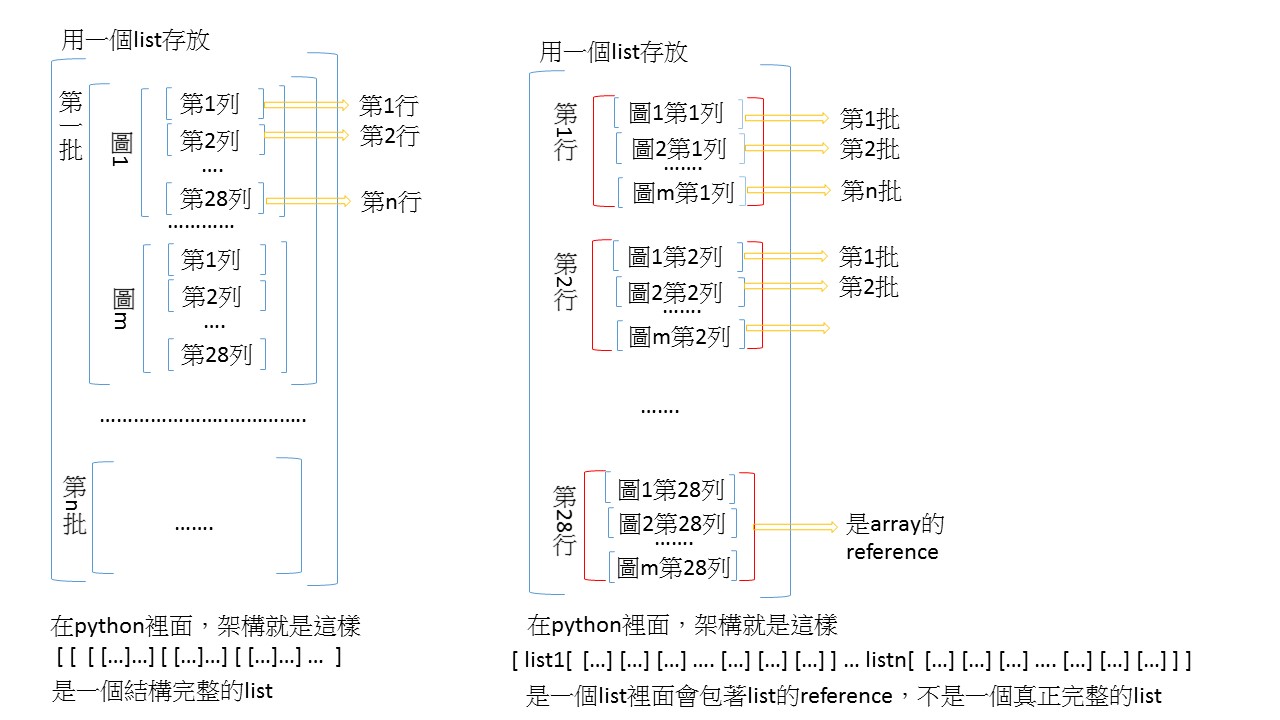 用一個list存放
第一批
圖1
第1列
第2列
....
第28列
第1行
第2行
第n行
............
圖m
第1列
第2列
....
第28列
....................................
第n批
.......
在python裡面，架構就是這樣
[ [ [ [...]...] [ [...]...] [ [...]...] ... ]
是一個結構完整的list
用一個list存放
第1行
圖1第1列
圖2第1列
.......
圖m第1列
第1批
第2批
第n批
第2行
圖1第2列
圖2第2列
.......
圖m第2列
第1批
第2批
.......
第28行
圖1第28列
圖2第28列
.......
圖m第28列
是array的
reference
在python裡面，架構就是這樣
[ list1[ [...] [...] [...] .... [...] [...] [...] ] ... listn[ [...] [...] [...] .... [...] [...] [...] ] ]
是一個list裡面會包著list的reference，不是一個真正完整的list